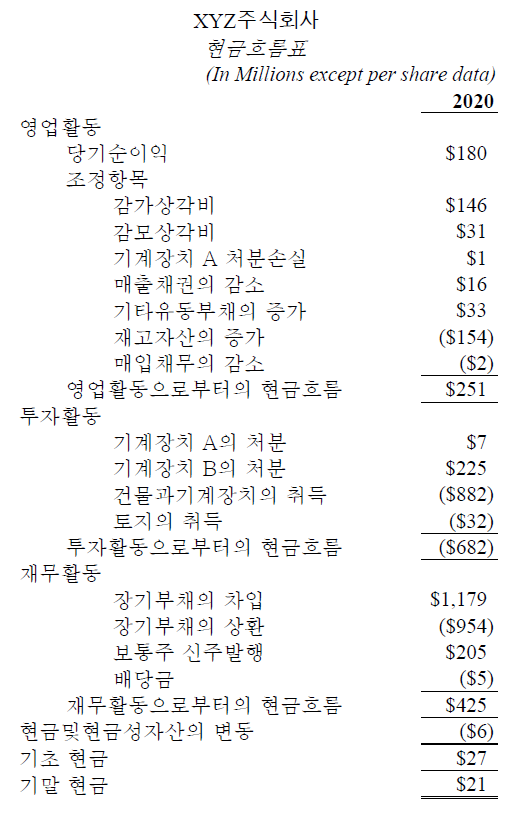 XYZ주식회사
현금흐름표
(In Millions except per share data)
2020
영업활동
당기순이익 $180
조정항목
감가상각비 $146
감모상각비 $31
기계장치 A 처분손실 $1
매출채권의 감소 $16
기타유동부채의 증가 $33
재고자산의 증가 ($154)
매입채무의 감소 ($2)
영업활동으로부터의 현금흐름 $251
투자활동
기계장치 A의 처분 $7
기계장치 B의 처분 $225
건물과기계장치의 취득 ($882)
토지의 취득 ($32)
투자활동으로부터의 현금흐름 ($682)
재무활동
장기부채의 차입 $1,179
장기부채의 상환 ($954)
보통주 신주발행 $205
배당금 ($5)
재무활동으로부터의 현금흐름 $425
현금및현금성자산의 변동 ($6)
기초 현금 $27
기말 현금 $21